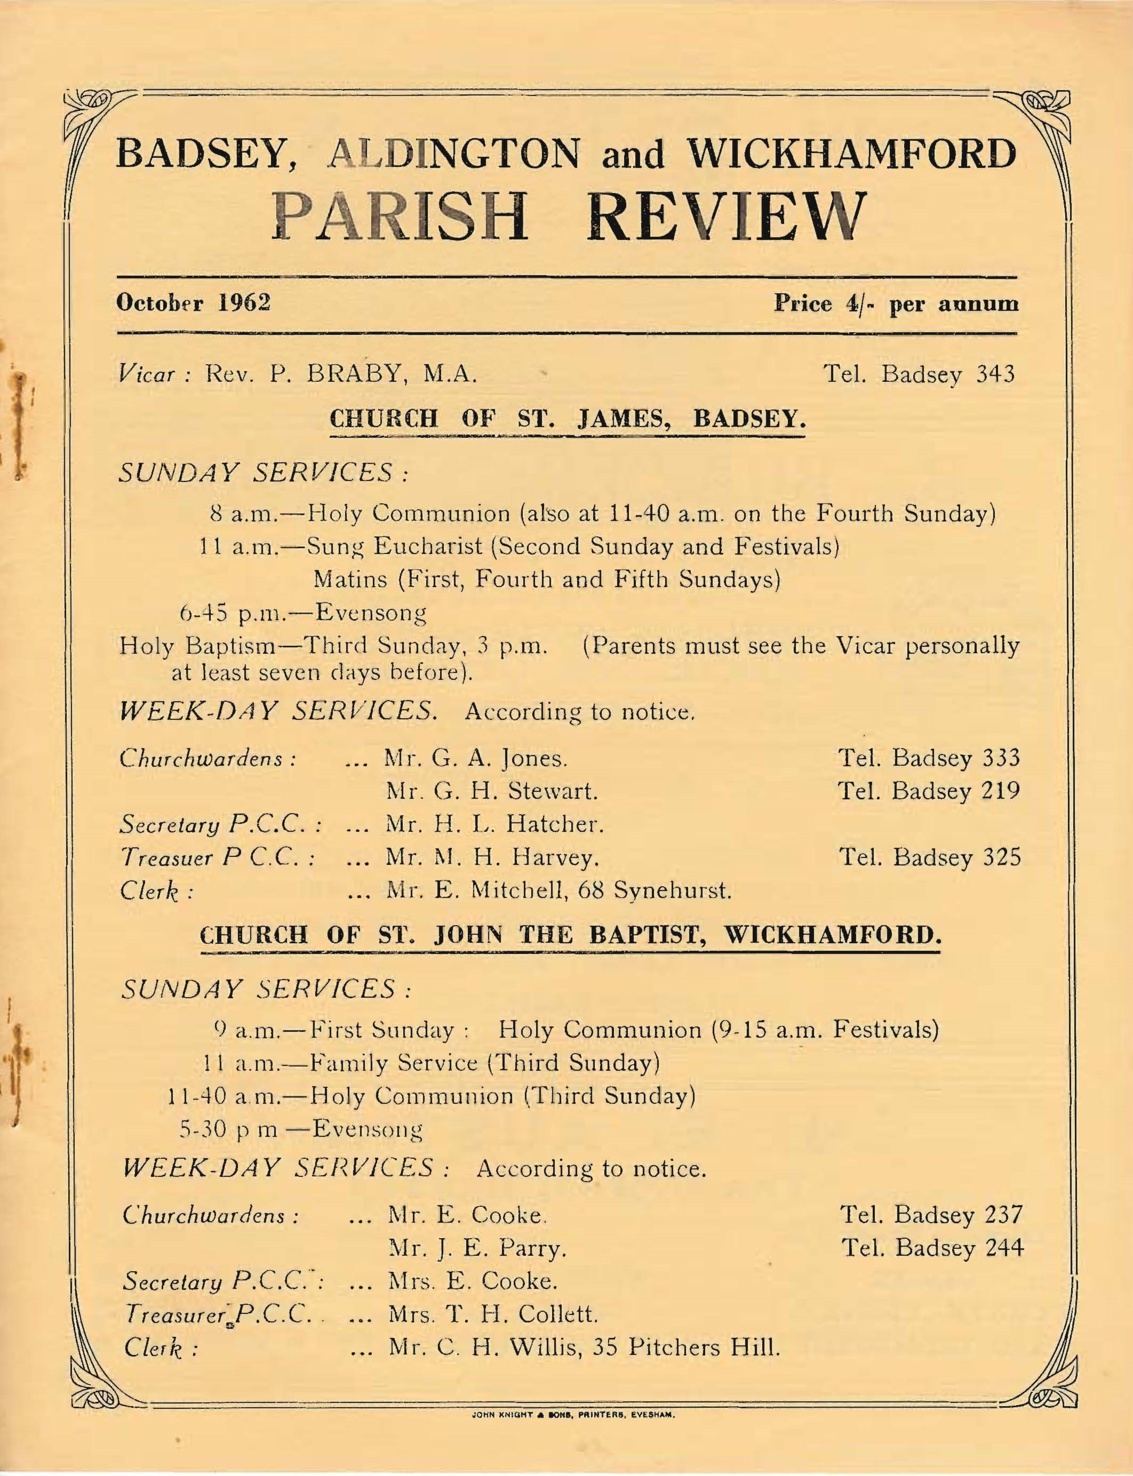 BADSEY, ALDINGTON and WICKHAMFORD
PARISH REVIEW
October 1962 Price 4/- per annum
Vicar : Rev. P. BRABY, M.A. Tel. Badsey 343
CHURCH OF ST. JAMES, BADSEY.
SUNDAY SERVICES :
8 a.m.—Holy Communion (also at 11-40 a.m. on the Fourth Sunday)
11 a.m.—Sung Eucharist (Second Sunday and Festivals)
Matins (First, Fourth and Fifth Sundays)
6-45 p.m.—Evensong
Holy Baptism—Third Sunday, 3 p.m. (Parents must see the Vicar personally
at least seven days before).
WEEK-DAY SERVICES. According to notice.
Churchwardens : ... Mr. G. A. Jones. Tel. Badsey 333
Mr. G. H. Stewart. Tel. Badsey 219
Secretary P.C.C. : ... Mr. H. L. Hatcher.
Treasuer P C.C. : ... Mr. M. H. Harvey. Tel. Badsey 325
Clerk : ... Mr. E. Mitchell, 68 Synehurst.
CHURCH OF ST. JOHN THE BAPTIST, WICKHAMFORD.
SUNDAY SERVICES :
9 a.m.—First Sunday : Holy Communion (9-15 a.m. Festivals)
11 a.m.—Family Service (Third Sunday)
11-40 a.m.—Holy Communion (Third Sunday)
5-30 p m —Evensong
WEEK-DAY SERVICES : According to notice.
Churchwardens : ... Mr. E. Cooke. Tel. Badsey 237
Mr. J. E. Parry. Tel. Badsey 244
Secretary P.C.C. : ... Mrs. E. Cooke.
Treasurer P.C.C. . ... Mrs. T. H. Collett.
Clerk : ... Mr. C. H. Willis, 35 Pitchers Hill.
JOHN KNIGHT & SONS, PRINTERS, EVESHAM.